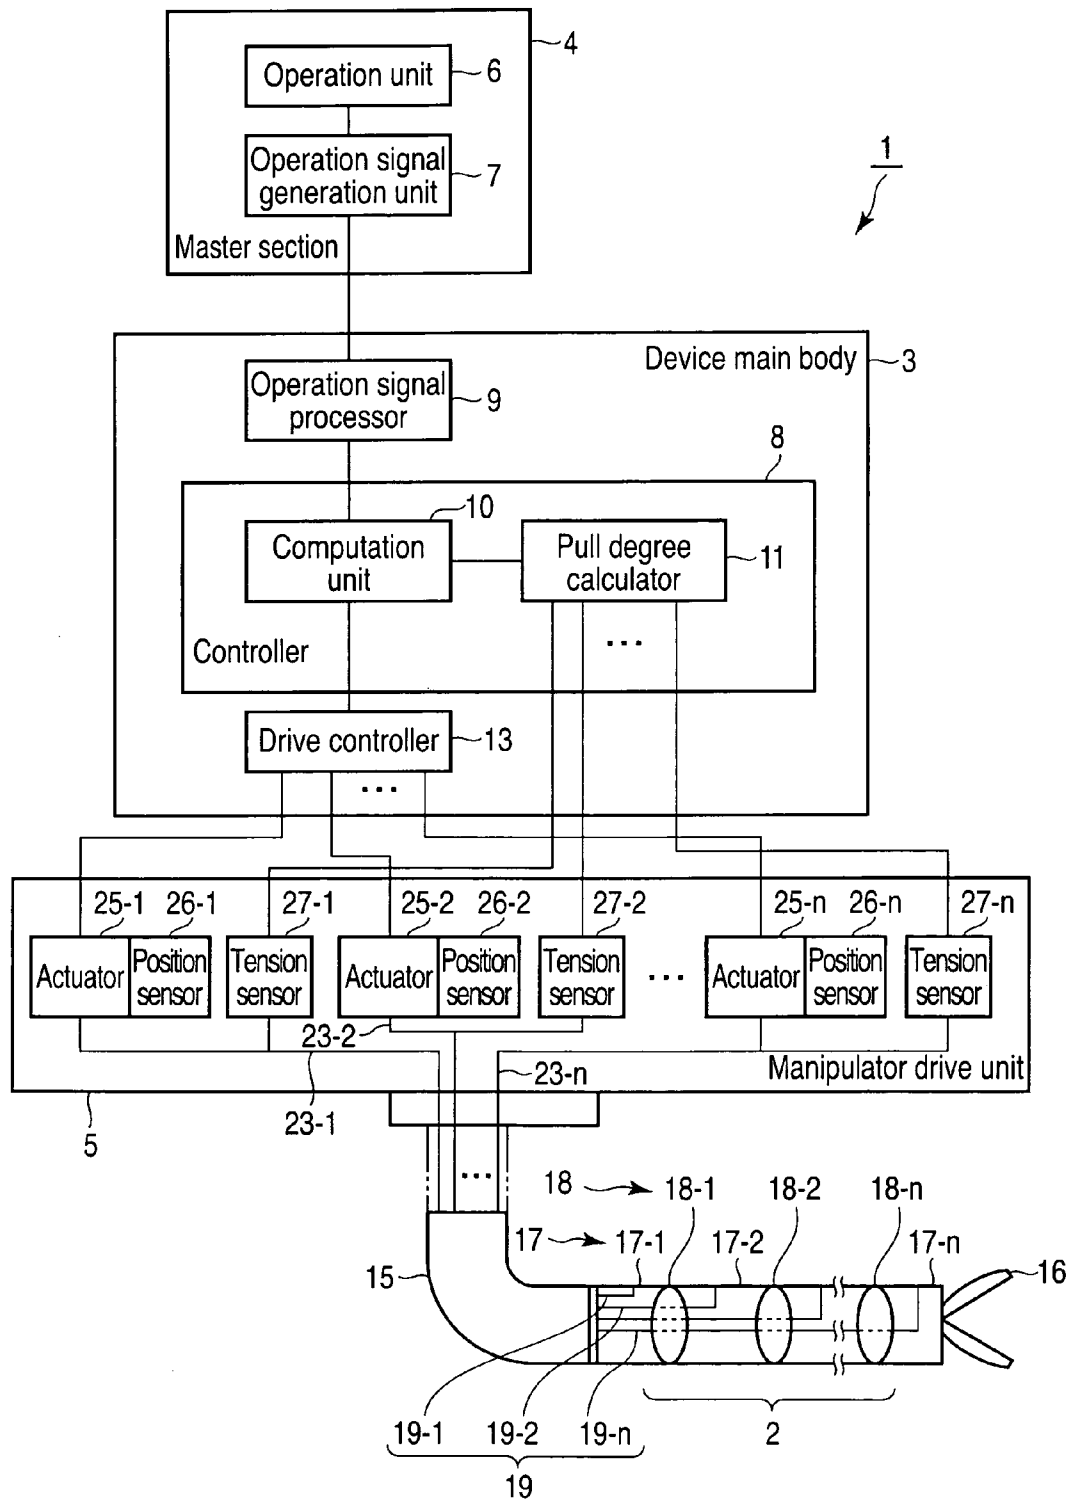 4
Operation unit
6
Operation signal
generation unit
7
Master section
1
Device main body
3
Operation signal
processor
9
8
10
Computation
unit
Pull degree
calculator
11
...
Controller
Drive controller
13
...
25-1
26-1
27-1
25-2
26-2
27-2
25-n
26-n
27-n
Actuator
Position
sensor
Tension
sensor
Actuator
Position
sensor
Tension
sensor
...
Actuator
Position
sensor
Tension
sensor
23-2
23-n
Manipulator drive unit
5
23-1
...
18
18-1
18-2
18-n
17
17-1
17-2
17-n
15
16
19-1
19-2
19-n
2
19